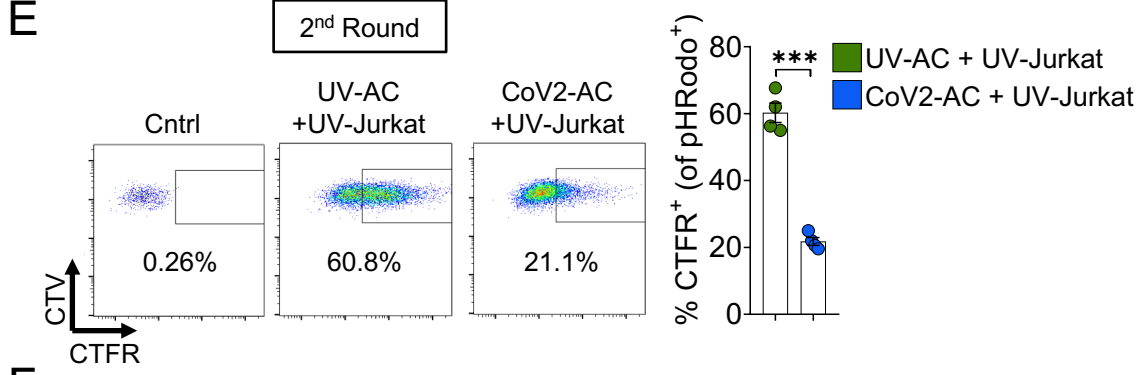 E
2nd Round
Cntrl
UV-AC
+UV-Jurkat
CoV2-AC
+UV-Jurkat
0.26%
60.8%
21.1%
CTV
CTFR
% CTFR+ (of pHRodo+)
80
60
40
20
0
***
UV-AC + UV-Jurkat
CoV2-AC + UV-Jurkat